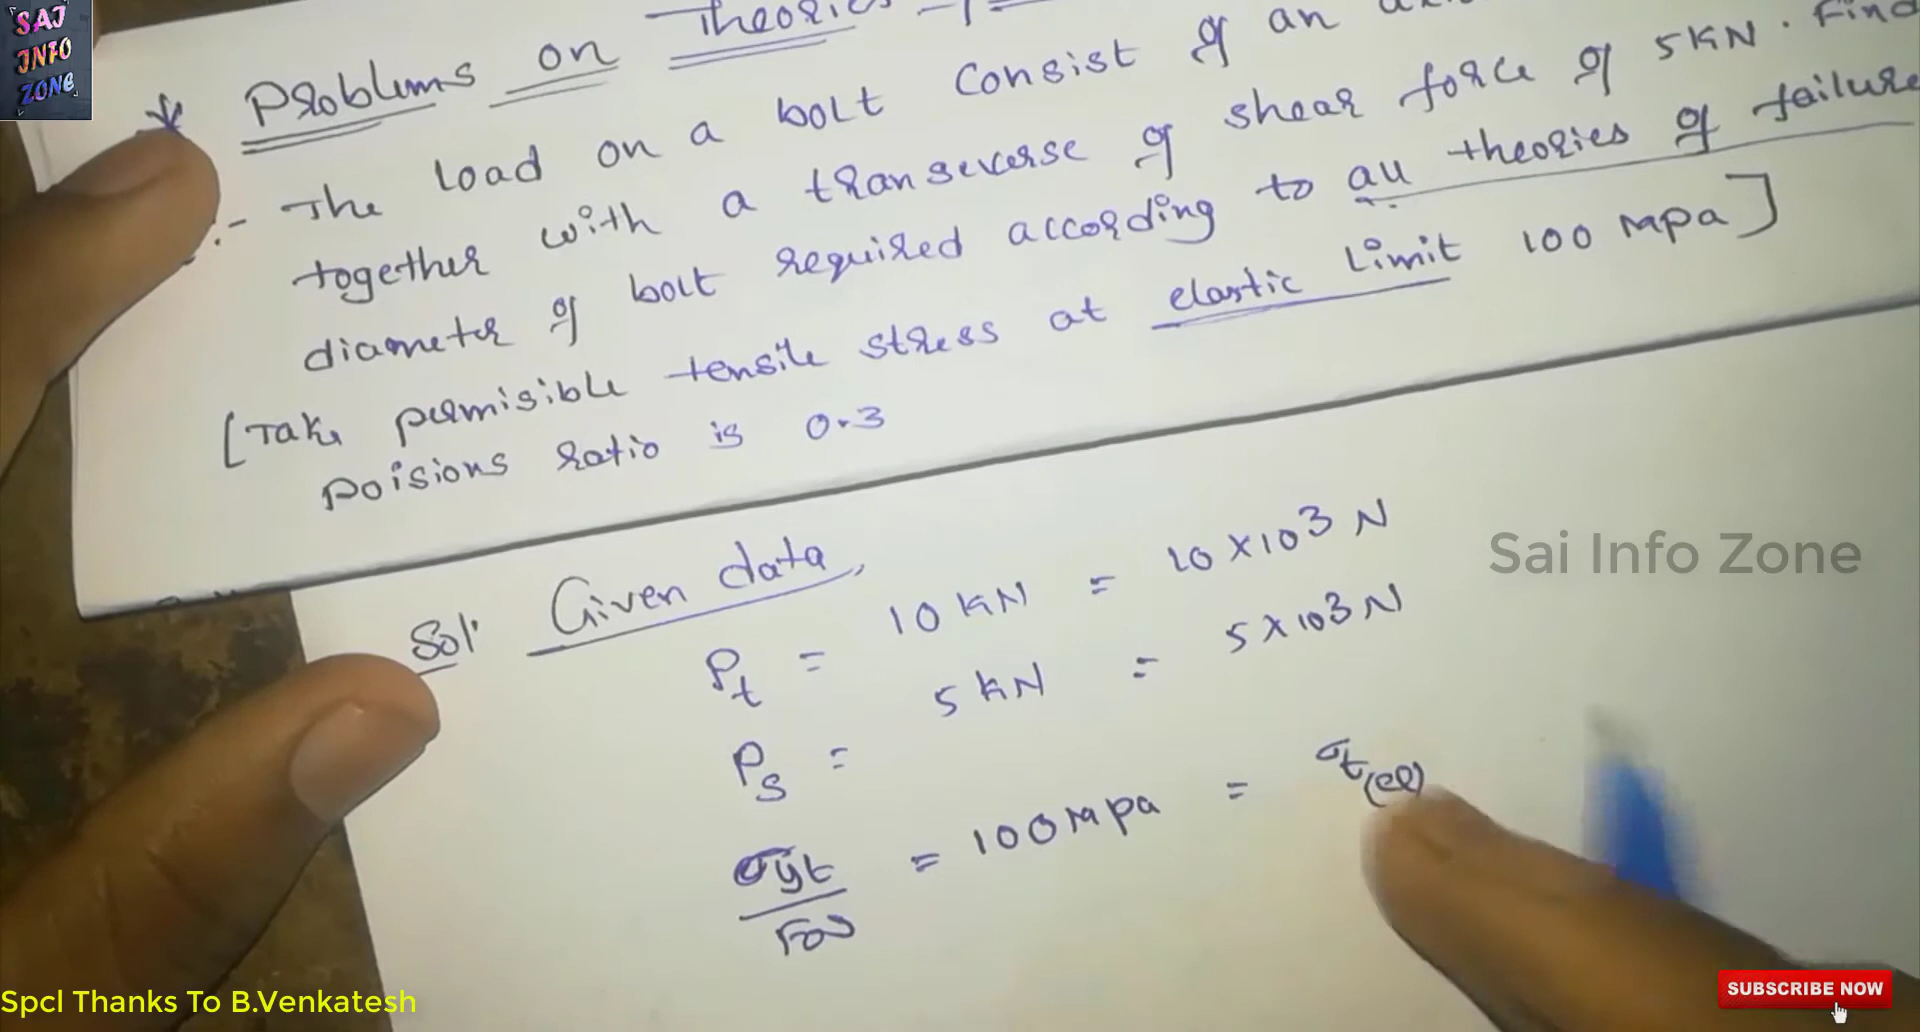 SAI
INFO
ZONE
* Problems on Theories
:- The load on a bolt consist of an
together with a transeverse of shear force of 5KN. Find
diameter of bolt required according to all theories of failure
[Take permisible tensile stress at elastic limit 100 Mpa]
poisions ratio is 0.3
Sol: Given data,
Pt = 10 KN = 10 × 10³ N
Ps = 5 KN = 5 × 10³ N
σyt / FOS = 100 Mpa = σt(el)
Sai Info Zone
Spcl Thanks To B.Venkatesh
SUBSCRIBE NOW